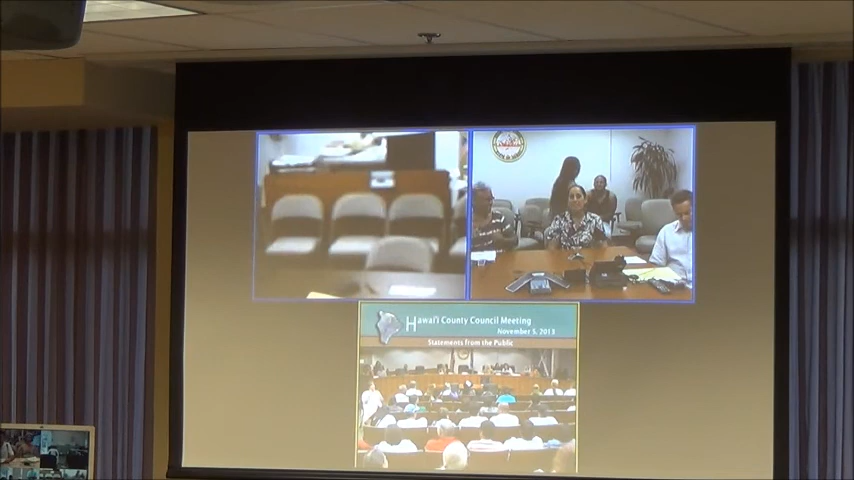 Hawai'i County Council Meeting
November 5, 2013
Statements from the Public